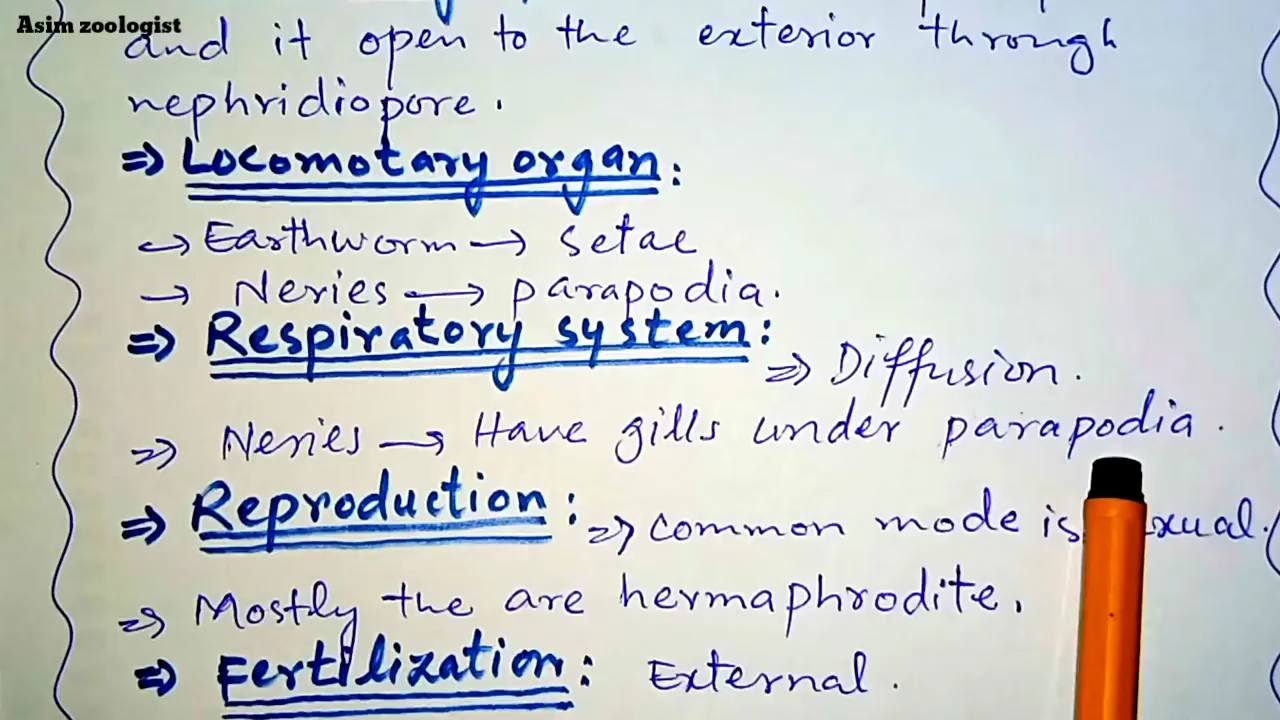 Asim zoologist
and it open to the exterior through
nephridiopore.
⇒ Locomotary organ:
↪ Earthworm → Setae
→ Neries → parapodia.
⇒ Respiratory system: ⇒ Diffusion.
⇒ Neries → Have gills under parapodia.
⇒ Reproduction: ⇒ common mode is xual.
⇒ Mostly the are hermaphrodite.
⇒ Fertilization: External.